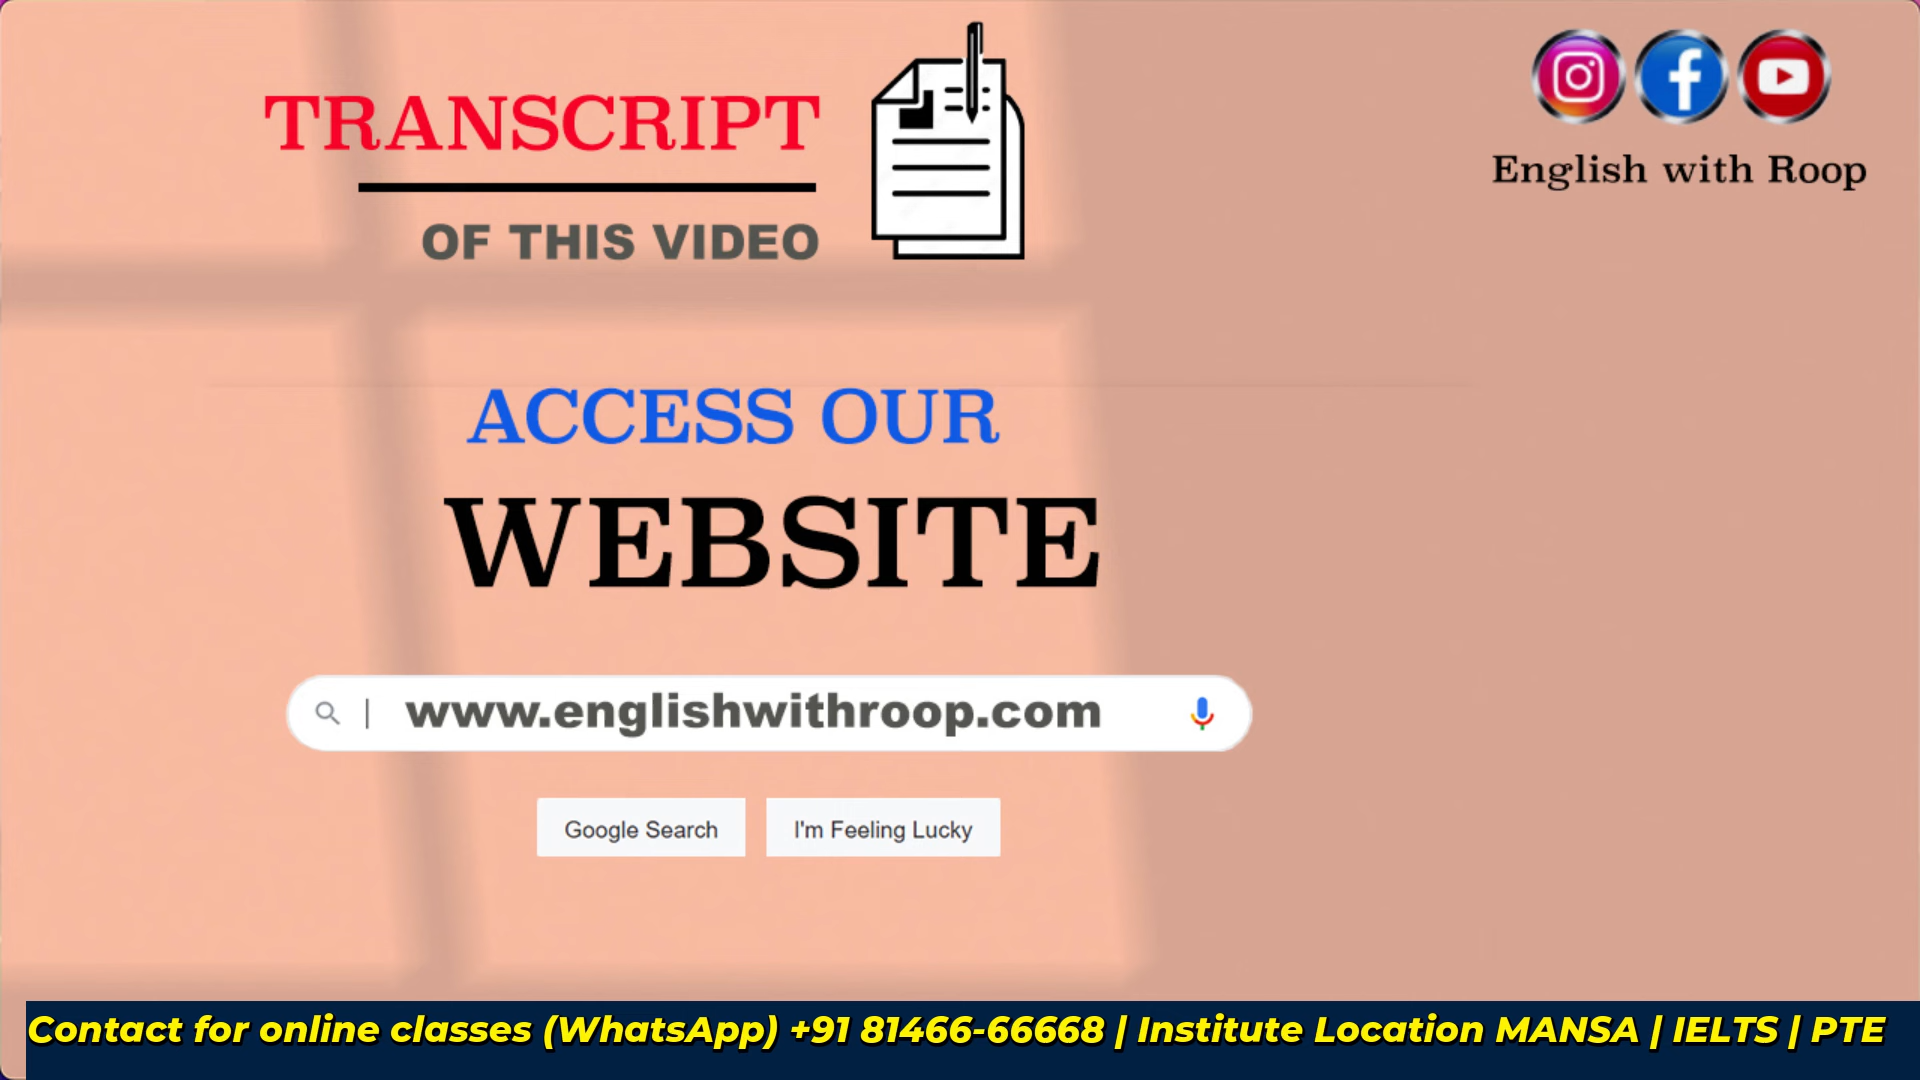 TRANSCRIPT
OF THIS VIDEO
English with Roop
ACCESS OUR
WEBSITE
www.englishwithroop.com
Google Search
I'm Feeling Lucky
Contact for online classes (WhatsApp) +91 81466-66668 | Institute Location MANSA | IELTS | PTE